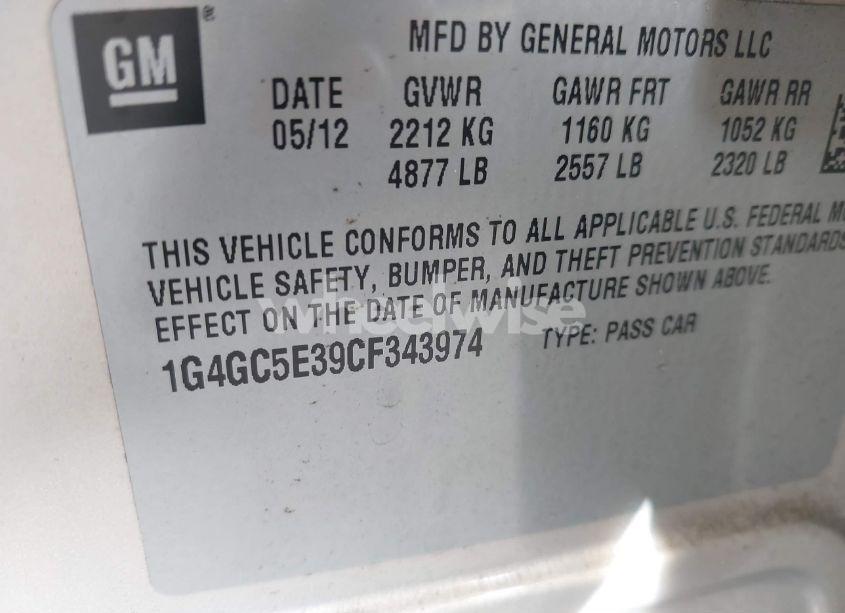 GM ®
MFD BY GENERAL MOTORS LLC
DATE GVWR GAWR FRT GAWR RR
05/12 2212 KG 1160 KG 1052 KG
4877 LB 2557 LB 2320 LB
THIS VEHICLE CONFORMS TO ALL APPLICABLE U.S. FEDERAL
VEHICLE SAFETY, BUMPER, AND THEFT PREVENTION STANDARDS
EFFECT ON THE DATE OF MANUFACTURE SHOWN ABOVE.
1G4GC5E39CF343974 TYPE: PASS CAR
wheelwise